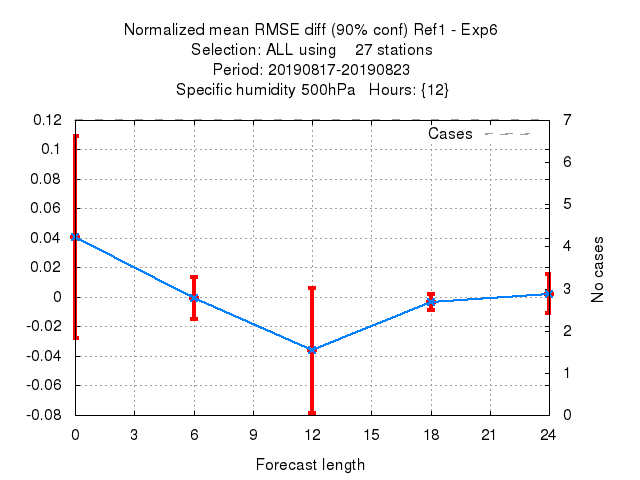 Normalized mean RMSE diff (90% conf) Ref1 - Exp6
Selection: ALL using    27 stations
Period: 20190817-20190823
Specific humidity 500hPa   Hours: {12}
Cases
0.12
0.1
0.08
0.06
0.04
0.02
0
-0.02
-0.04
-0.06
-0.08
7
6
5
4
3
2
1
0
No cases
0 3 6 9 12 15 18 21 24
Forecast length